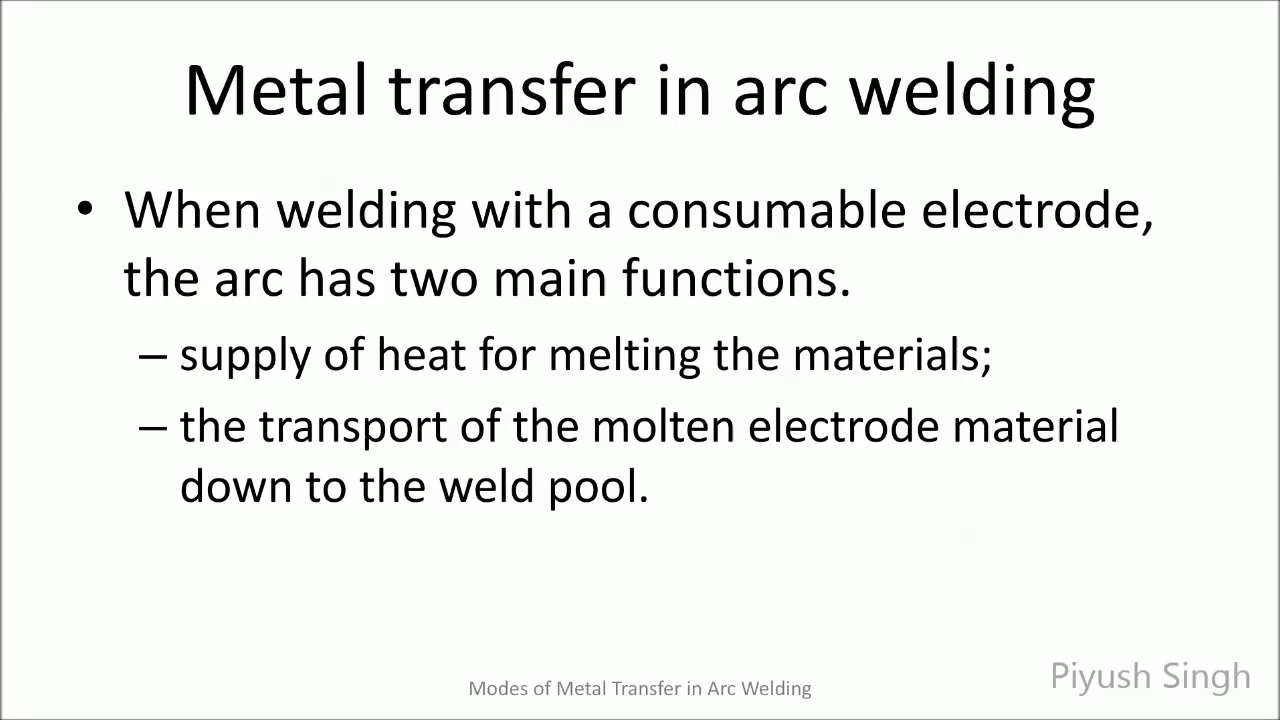 Metal transfer in arc welding
• When welding with a consumable electrode,
the arc has two main functions.
– supply of heat for melting the materials;
– the transport of the molten electrode material
down to the weld pool.
Modes of Metal Transfer in Arc Welding
Piyush Singh